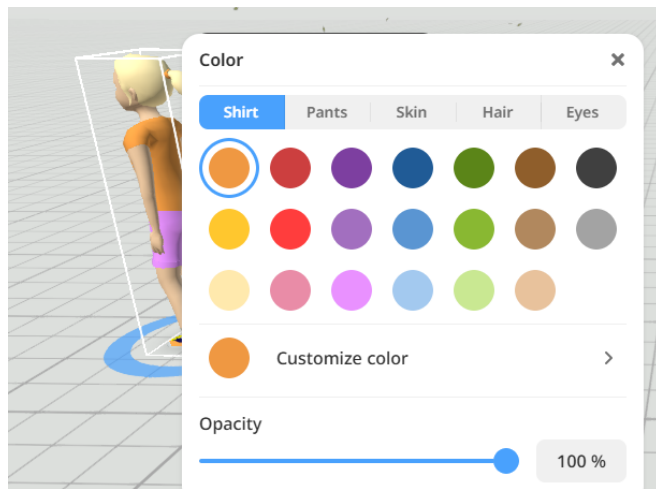 Color
Shirt Pants Skin Hair Eyes
Customize color
Opacity
100 %